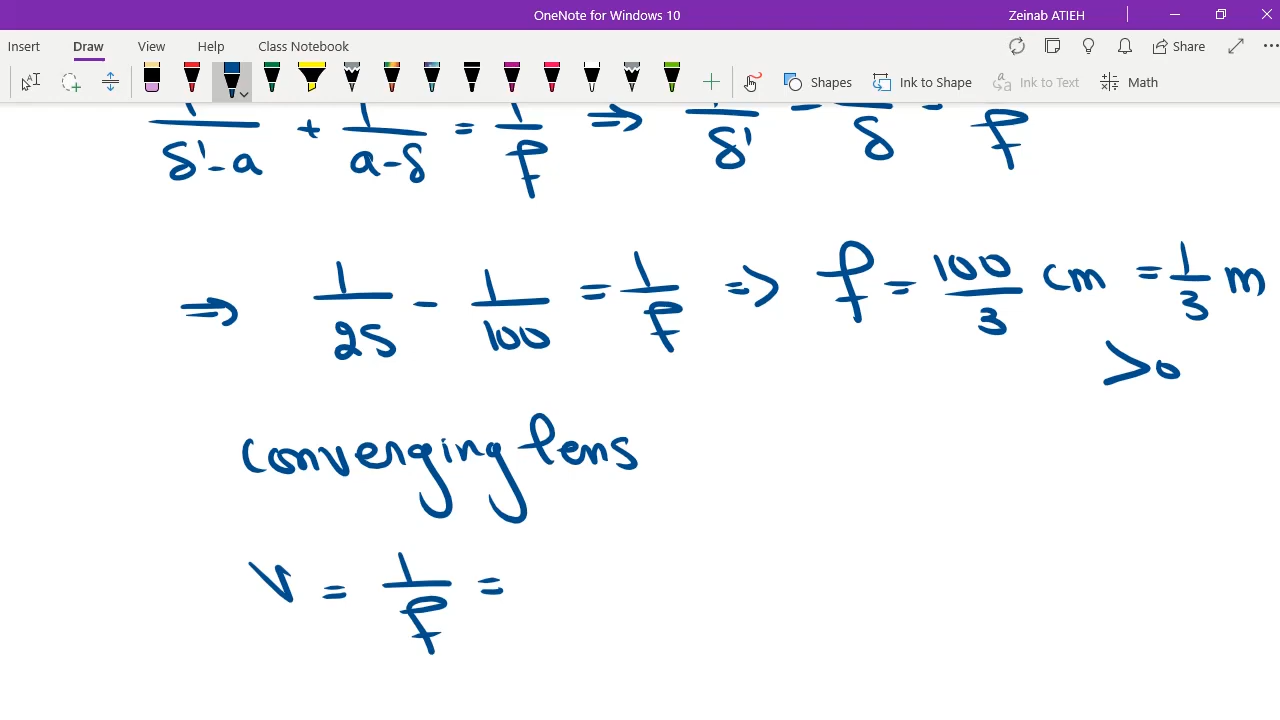 OneNote for Windows 10 Zeinab ATIEH
Insert Draw View Help Class Notebook Share
Shapes Ink to Shape Ink to Text Math
1/(δ'-a) + 1/(a-δ) = 1/f ⇒ 1/δ' - 1/δ = 1/f
⇒ 1/25 - 1/100 = 1/f ⇒ f = 100/3 cm = 1/3 m
>0
converging lens
V = 1/f =